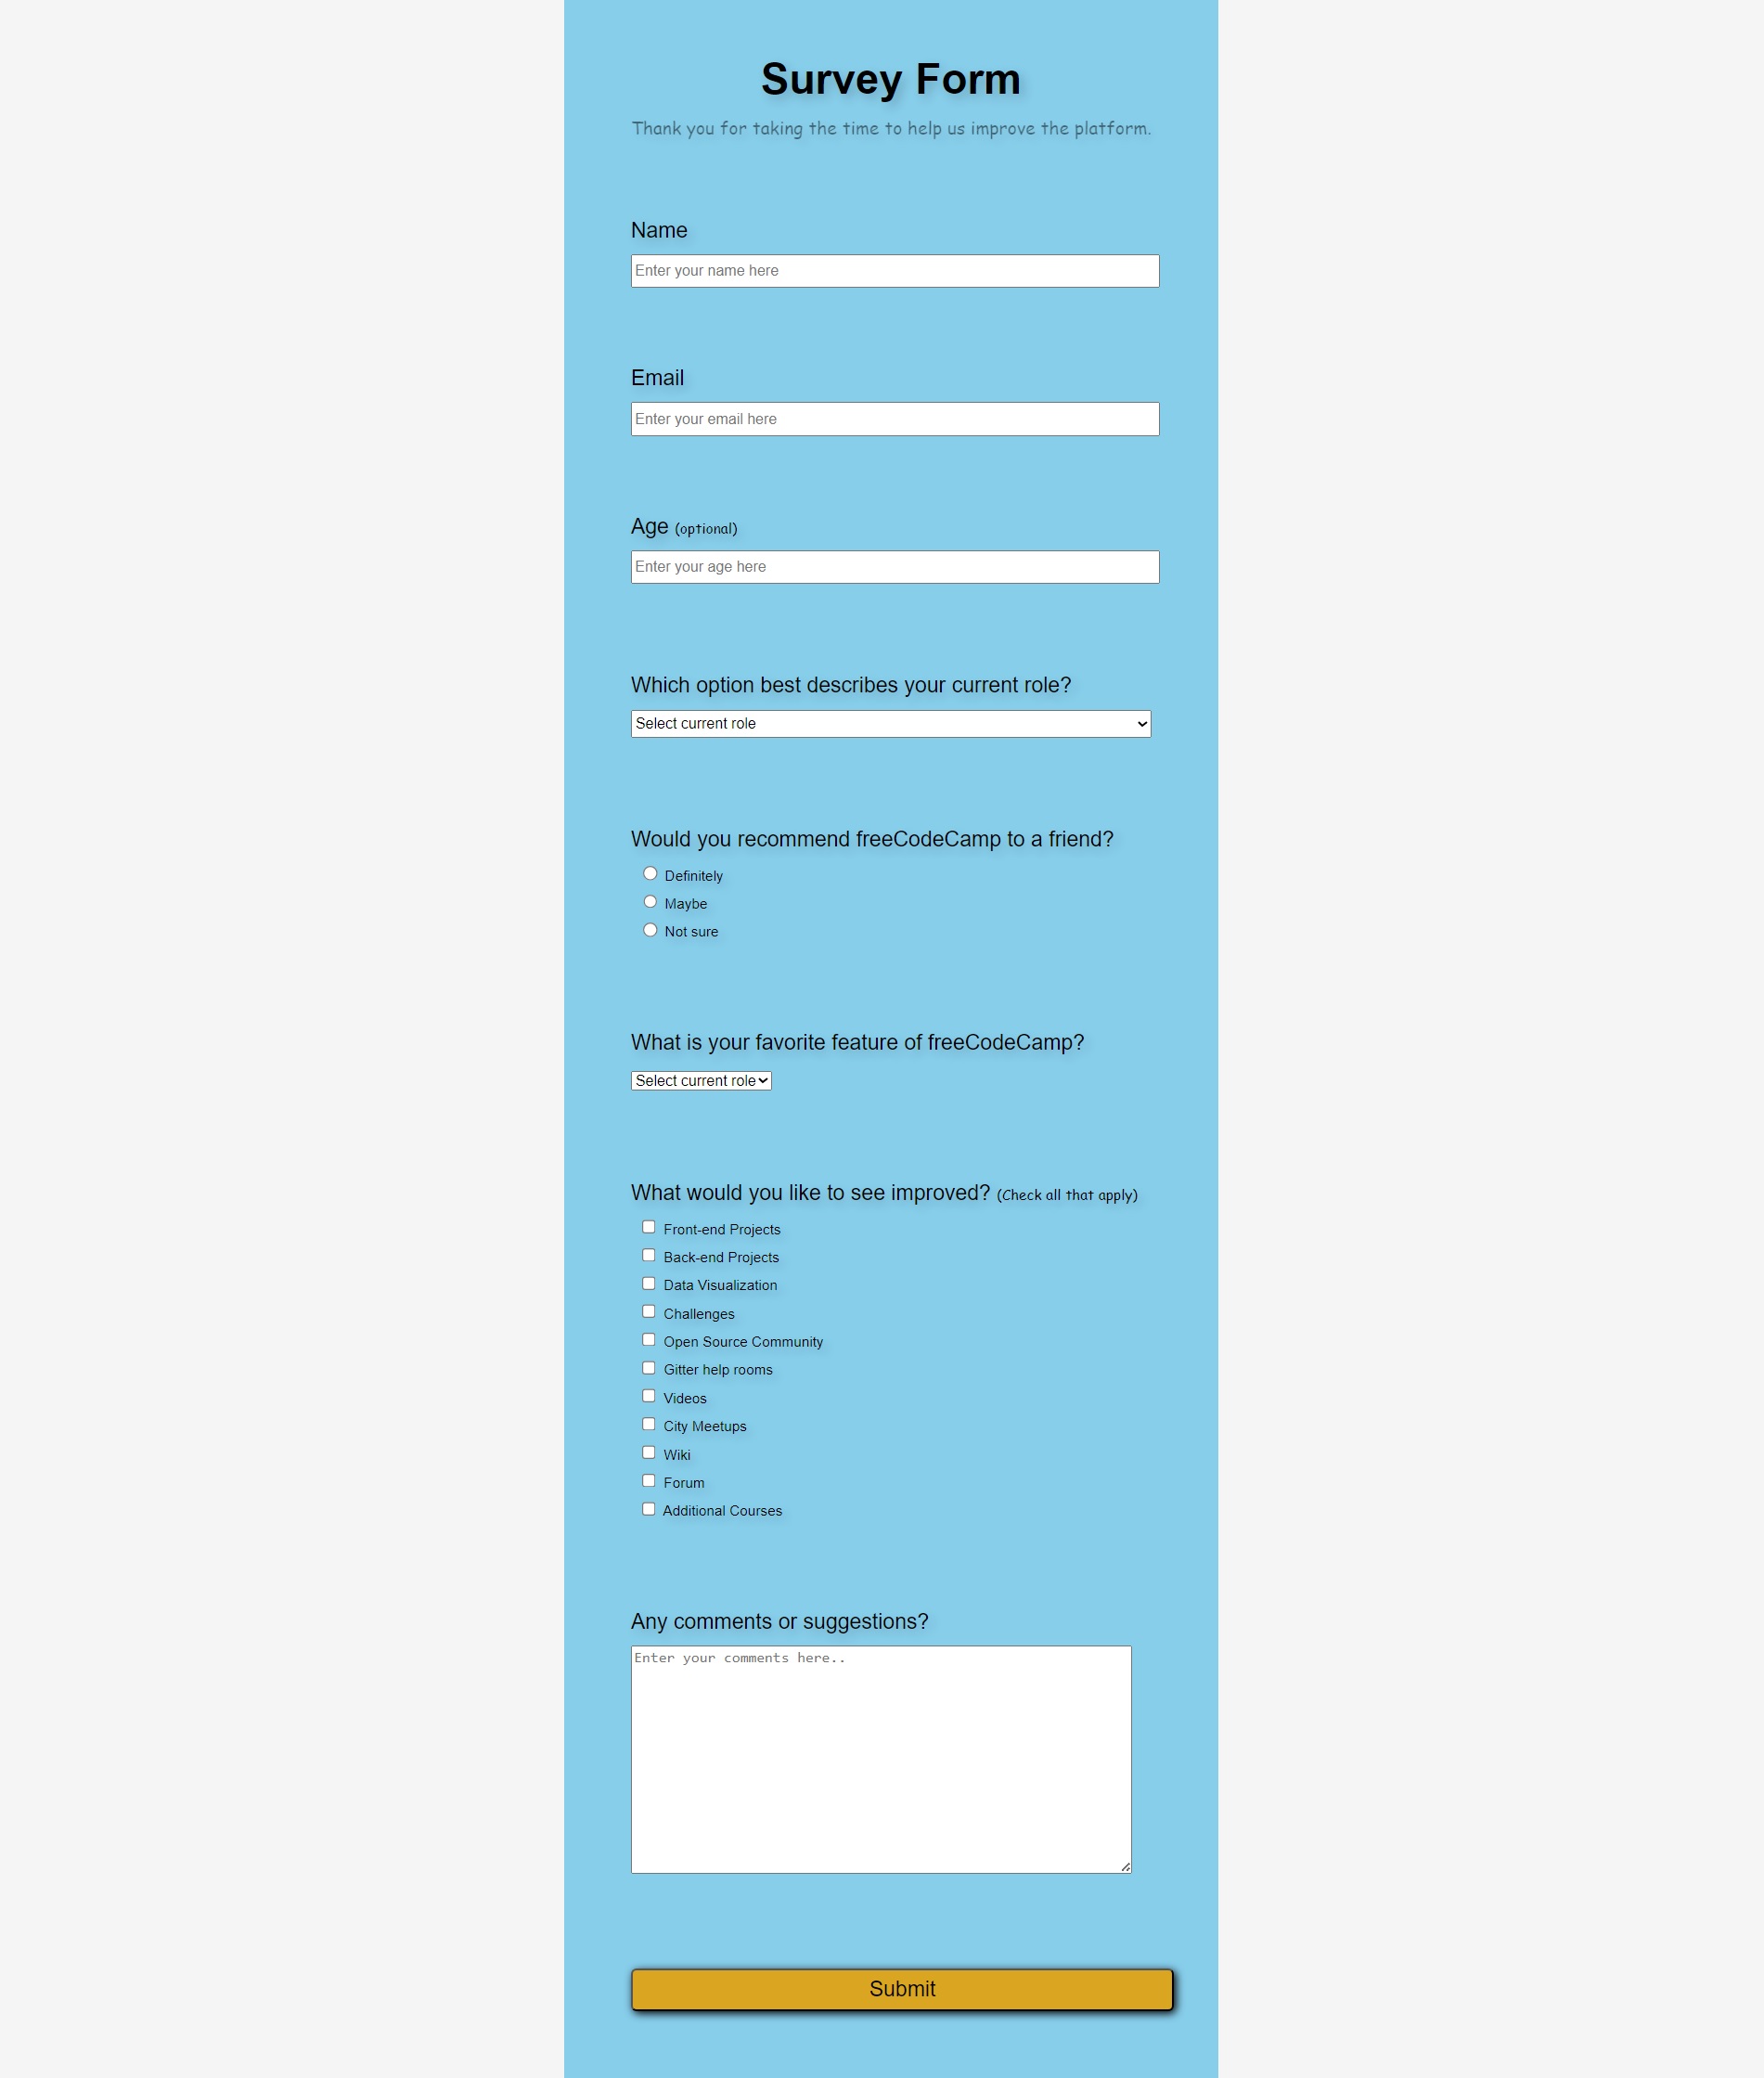 Survey Form
Thank you for taking the time to help us improve the platform.
Name
Enter your name here
Email
Enter your email here
Age (optional)
Enter your age here
Which option best describes your current role?
Select current role
Would you recommend freeCodeCamp to a friend?
Definitely
Maybe
Not sure
What is your favorite feature of freeCodeCamp?
Select current role
What would you like to see improved? (Check all that apply)
Front-end Projects
Back-end Projects
Data Visualization
Challenges
Open Source Community
Gitter help rooms
Videos
City Meetups
Wiki
Forum
Additional Courses
Any comments or suggestions?
Enter your comments here..
Submit